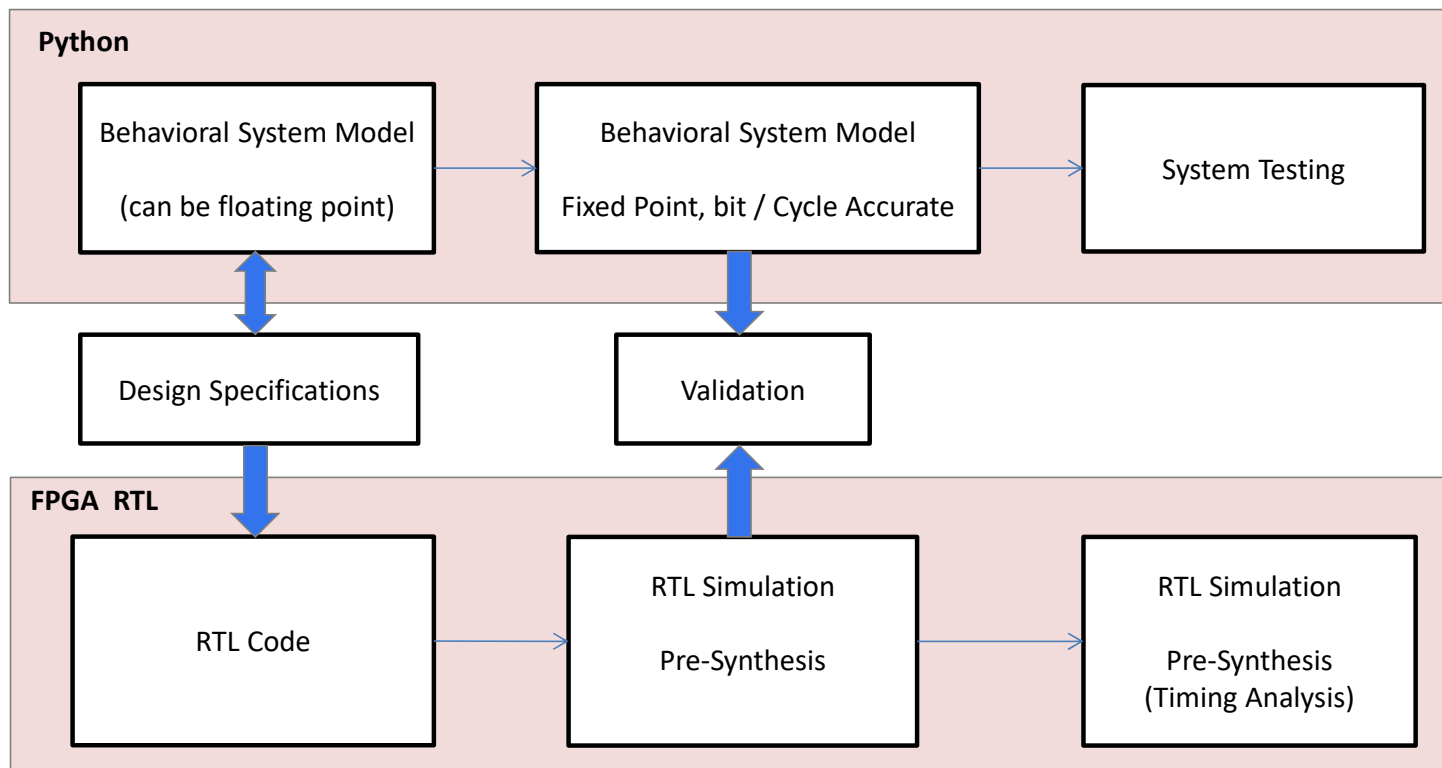 Python
Behavioral System Model
(can be floating point)
Behavioral System Model
Fixed Point, bit / Cycle Accurate
System Testing
Design Specifications
Validation
FPGA  RTL
RTL Code
RTL Simulation
Pre-Synthesis
RTL Simulation
Pre-Synthesis
(Timing Analysis)